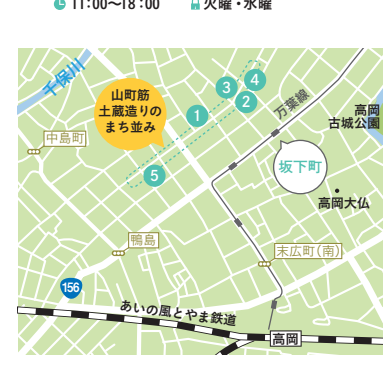 11:00〜18:00 火曜・水曜
千保川
山町筋
土蔵造りの
まち並み
中島町
1
2
3
4
5
万葉線
高岡
古城公園
坂下町
高岡大仏
鴨島
末広町(南)
156
あいの風とやま鉄道
高岡